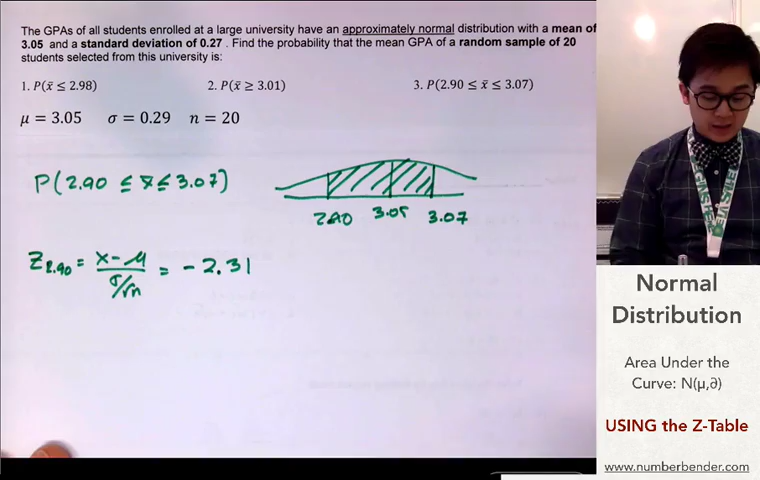 The GPAs of all students enrolled at a large university have an approximately normal distribution with a mean of
3.05 and a standard deviation of 0.27 . Find the probability that the mean GPA of a random sample of 20
students selected from this university is:
1. P(x̄ ≤ 2.98) 2. P(x̄ ≥ 3.01) 3. P(2.90 ≤ x̄ ≤ 3.07)
μ = 3.05 σ = 0.29 n = 20
P(2.90 ≤ x̄ ≤ 3.07)
2.90 3.05 3.07
Z2.90 = x-μ / σ/√n = -2.31
Normal
Distribution
Area Under the
Curve: N(μ,∂)
USING the Z-Table
www.numberbender.com